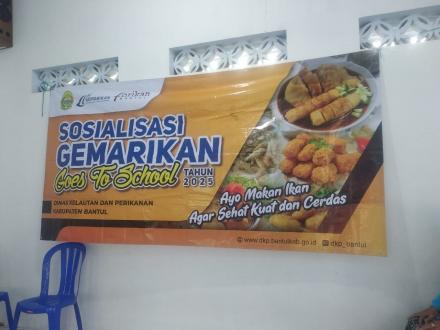 SOSIALISASI
GEMARIKAN
Goes To School TAHUN 2025
DINAS KELAUTAN DAN PERIKANAN
KABUPATEN BANTUL
Ayo Makan Ikan
Agar Sehat Kuat dan Cerdas
www.dkp.bantulkab.go.id dkp_bantul